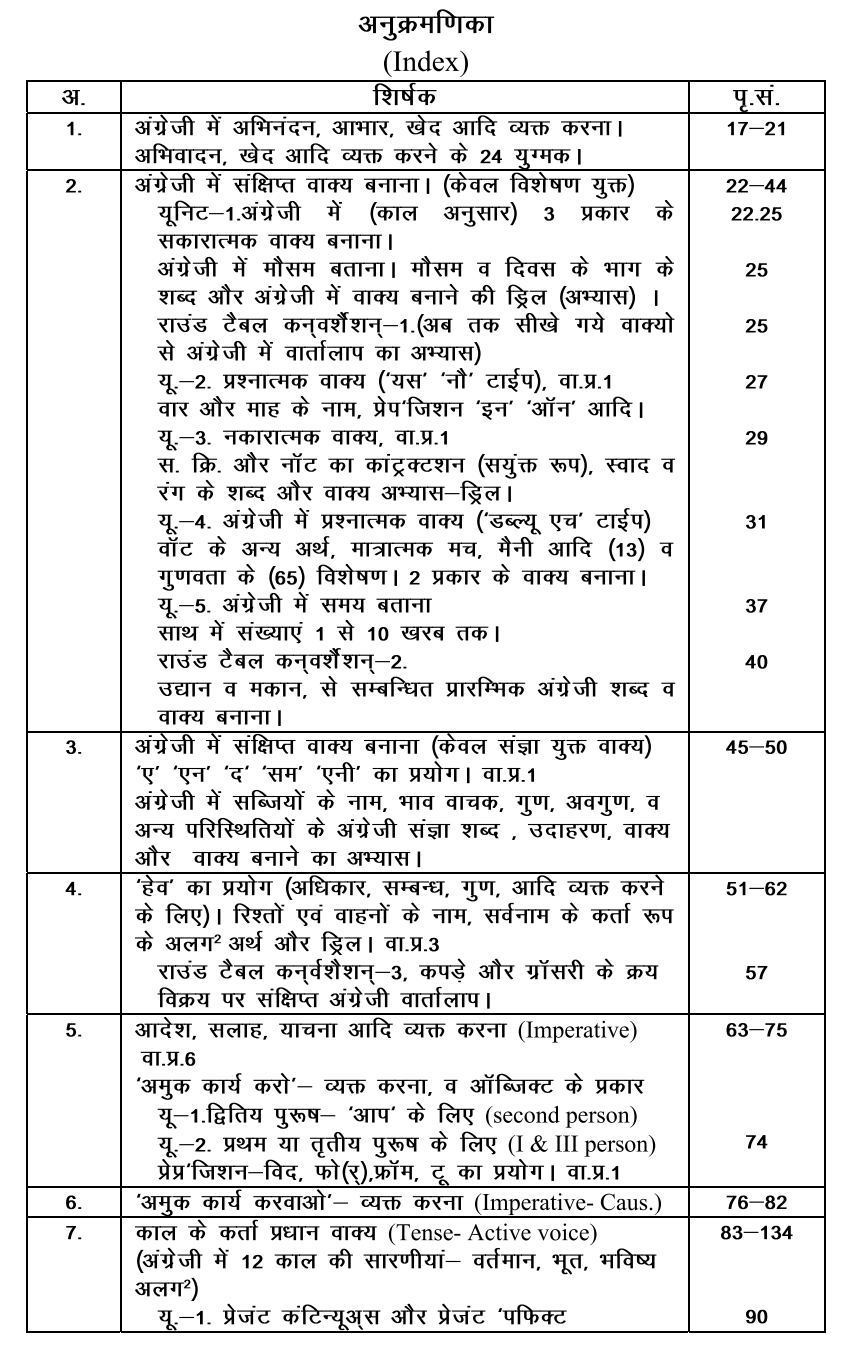 अनुक्रमणिका
(Index)
अ. शिर्षक पृ.सं.
1. अंग्रेजी में अभिनंदन, आभार, खेद आदि व्यक्त करना। 17–21
अभिवादन, खेद आदि व्यक्त करने के 24 युग्मक।
2. अंग्रेजी में संक्षिप्त वाक्य बनाना। (केवल विशेषण युक्त) 22–44
यूनिट–1.अंग्रेजी में (काल अनुसार) 3 प्रकार के 22.25
सकारात्मक वाक्य बनाना।
अंग्रेजी में मौसम बताना। मौसम व दिवस के भाग के 25
शब्द और अंग्रेजी में वाक्य बनाने की ड्रिल (अभ्यास) ।
राउंड टैबल कन्वर्शैशन्–1.(अब तक सीखे गये वाक्यो 25
से अंग्रेजी में वार्तालाप का अभ्यास)
यू.–2. प्रश्नात्मक वाक्य (‘यस’ ‘नौ’ टाईप), वा.प्र.1 27
वार और माह के नाम, प्रेप‘जिशन ‘इन’ ‘ऑन’ आदि।
यू.–3. नकारात्मक वाक्य, वा.प्र.1 29
स. क्रि. और नॉट का कांट्रक्टशन (सयुंक्त रूप), स्वाद व
रंग के शब्द और वाक्य अभ्यास–ड्रिल।
यू.–4. अंग्रेजी में प्रश्नात्मक वाक्य (‘डब्ल्यू एच’ टाईप) 31
वॉट के अन्य अर्थ, मात्रात्मक मच, मैनी आदि (13) व
गुणवता के (65) विशेषण। 2 प्रकार के वाक्य बनाना।
यू.–5. अंग्रेजी में समय बताना 37
साथ में संख्याएं 1 से 10 खरब तक।
राउंड टैबल कन्वर्शैशन्–2. 40
उद्यान व मकान, से सम्बन्धित प्रारम्भिक अंग्रेजी शब्द व
वाक्य बनाना।
3. अंग्रेजी में संक्षिप्त वाक्य बनाना (केवल संज्ञा युक्त वाक्य) 45–50
‘ए’ ‘एन’ ‘द’ ‘सम’ ‘एनी’ का प्रयोग। वा.प्र.1
अंग्रेजी में सब्जियों के नाम, भाव वाचक, गुण, अवगुण, व
अन्य परिस्थितियों के अंग्रेजी संज्ञा शब्द , उदाहरण, वाक्य
और वाक्य बनाने का अभ्यास।
4. ‘हेव’ का प्रयोग (अधिकार, सम्बन्ध, गुण, आदि व्यक्त करने 51–62
के लिए)। रिश्तों एवं वाहनों के नाम, सर्वनाम के कर्ता रूप
के अलग² अर्थ और ड्रिल। वा.प्र.3
राउंड टैबल कन्र्वशैशन्–3, कपड़े और ग्रॉसरी के क्रय 57
विक्रय पर संक्षिप्त अंग्रेजी वार्तालाप।
5. आदेश, सलाह, याचना आदि व्यक्त करना (Imperative) 63–75
वा.प्र.6
‘अमुक कार्य करो’– व्यक्त करना, व ऑब्जिक्ट के प्रकार
यू–1.द्वितिय पुरूष– ‘आप‘ के लिए (second person)
यू.–2. प्रथम या तृतीय पुरूष के लिए (I & III person) 74
प्रेप्र‘जिशन–विद, फो(र्),फ्रॉम, टू का प्रयोग। वा.प्र.1
6. ‘अमुक कार्य करवाओ’– व्यक्त करना (Imperative- Caus.) 76–82
7. काल के कर्ता प्रधान वाक्य (Tense- Active voice) 83–134
(अंग्रेजी में 12 काल की सारणीयां– वर्तमान, भूत, भविष्य
अलग²)
यू.–1. प्रेजंट कंटिन्यूअ्स और प्रेजंट ‘पफिक्ट 90